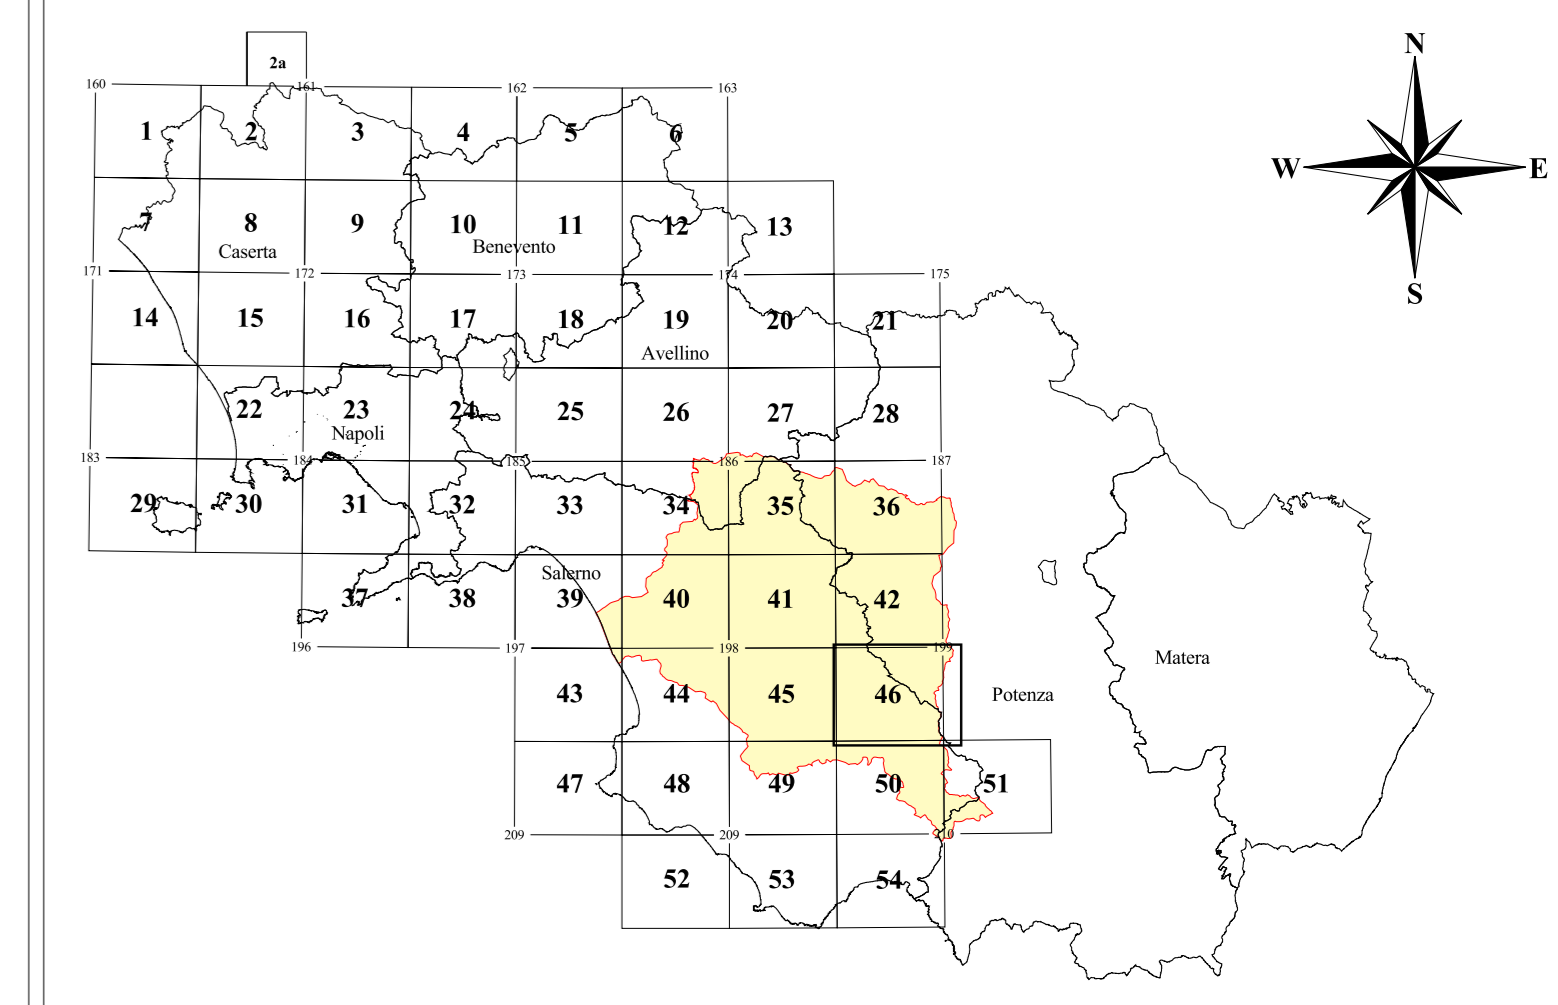 N
2a
160 161 162 163
1 2 3 4 5 6
W E
7 8 9 10 11 12 13
Caserta Benevento
171 172 173 174 175
S
14 15 16 17 18 19 20 21
Avellino
22 23 24 25 26 27 28
Napoli
183 184 185 186 187
29 30 31 32 33 34 35 36
Salerno
37 38 39 40 41 42
196 197 198 199
Matera
43 44 45 46 Potenza
47 48 49 50 51
209 209 210
52 53 54